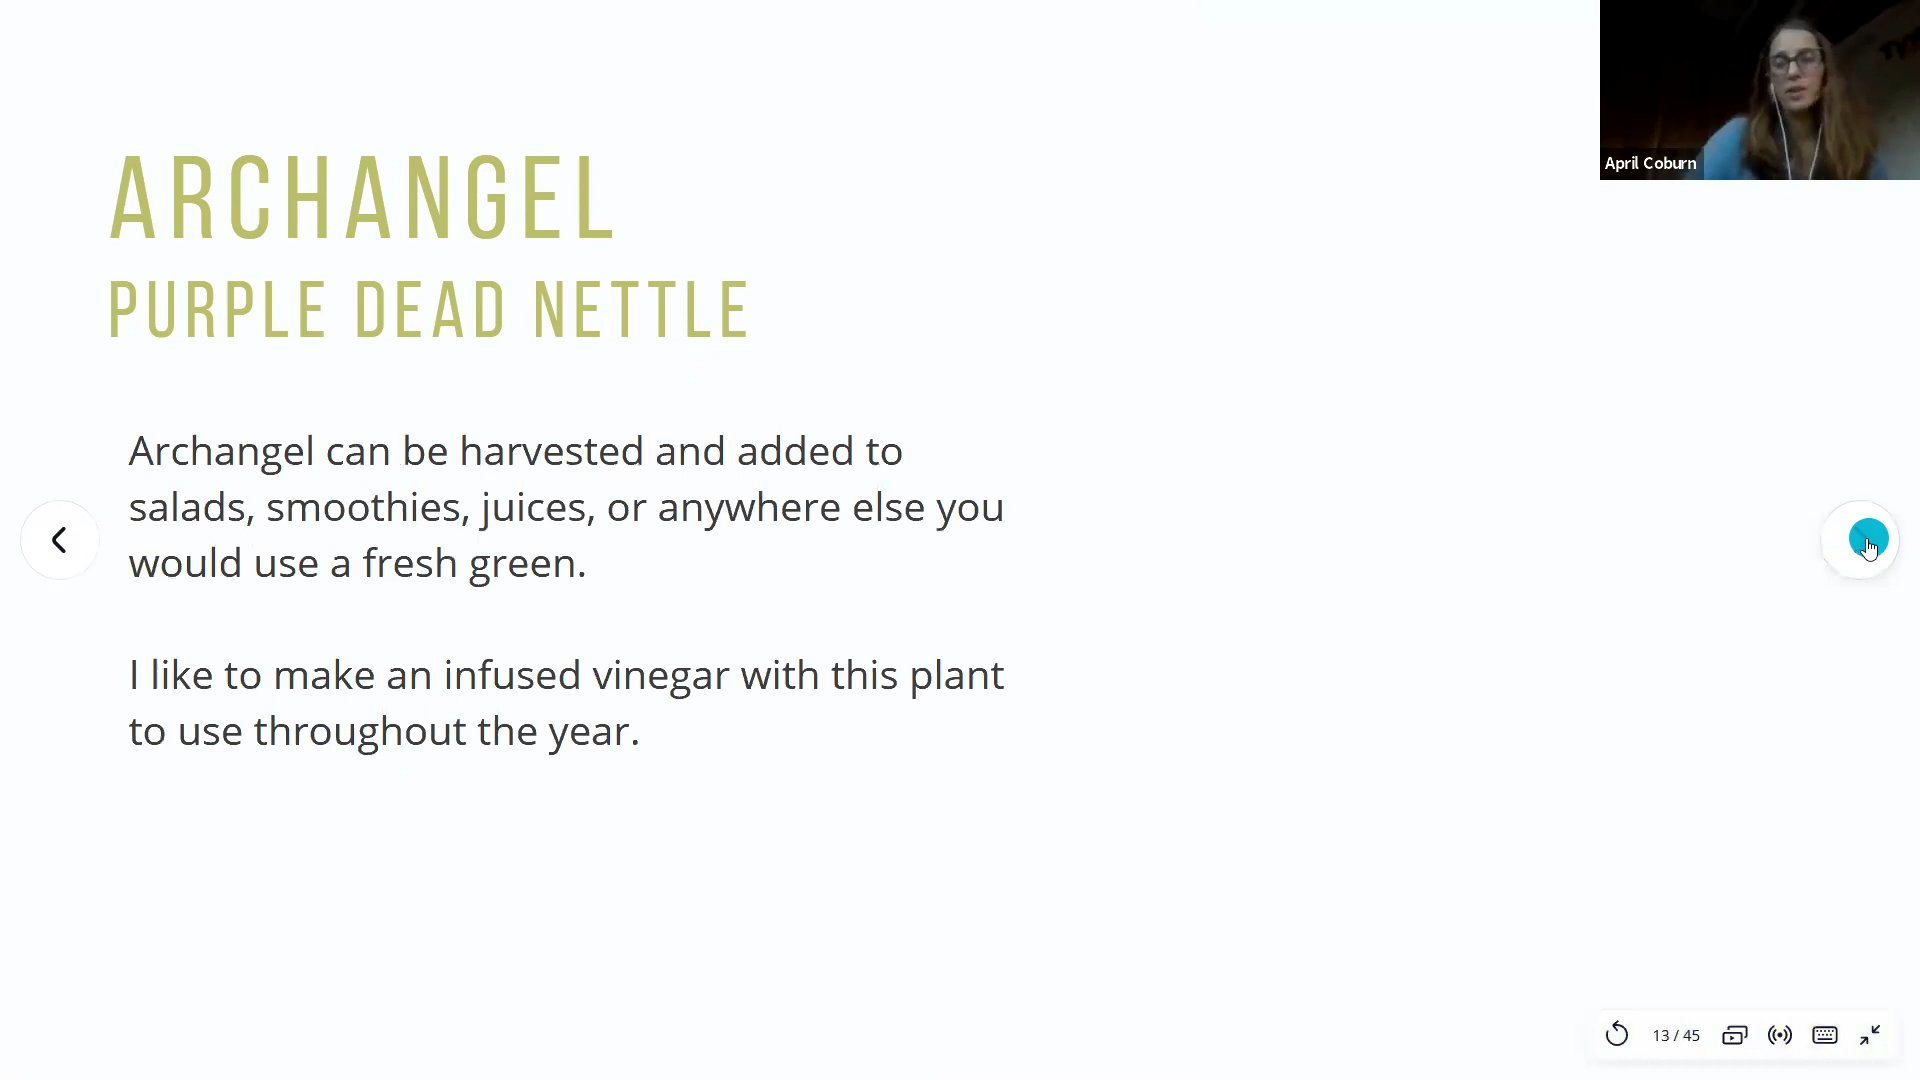 ARCHANGEL
PURPLE DEAD NETTLE
Archangel can be harvested and added to
salads, smoothies, juices, or anywhere else you
would use a fresh green.
I like to make an infused vinegar with this plant
to use throughout the year.
April Coburn
13 / 45